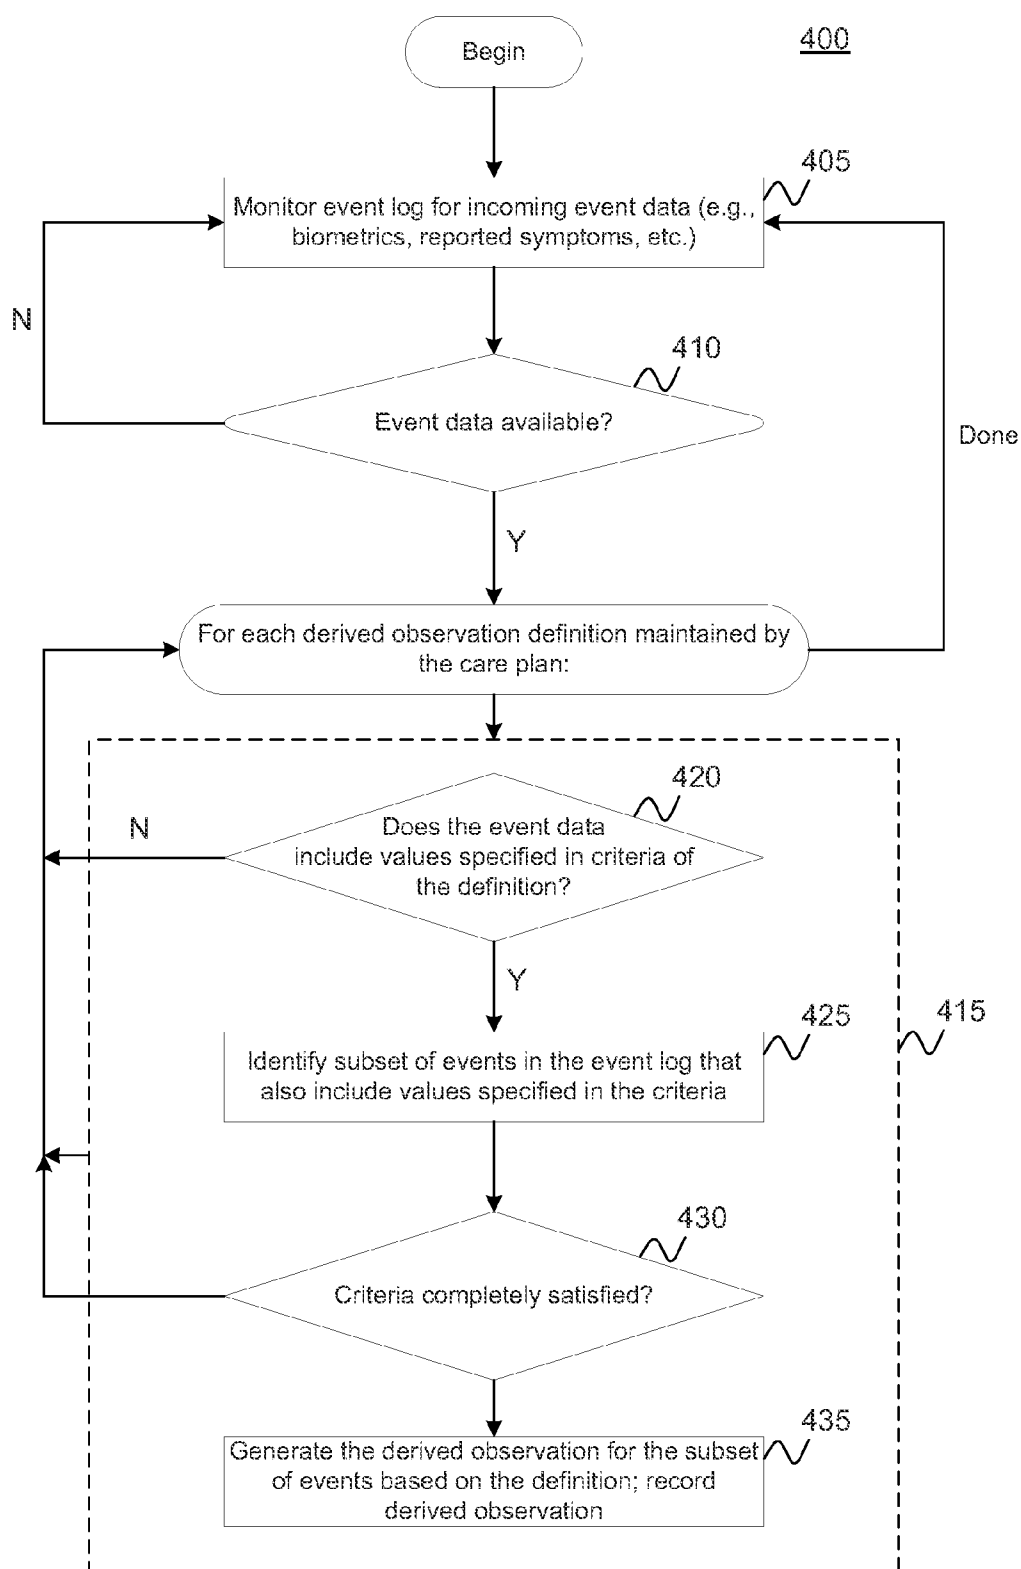 Begin
400
405
Monitor event log for incoming event data (e.g.,
biometrics, reported symptoms, etc.)
N
410
Event data available?
Done
Y
For each derived observation definition maintained by
the care plan:
420
N
Does the event data
include values specified in criteria of
the definition?
Y
425
415
Identify subset of events in the event log that
also include values specified in the criteria
430
Criteria completely satisfied?
435
Generate the derived observation for the subset
of events based on the definition; record
derived observation